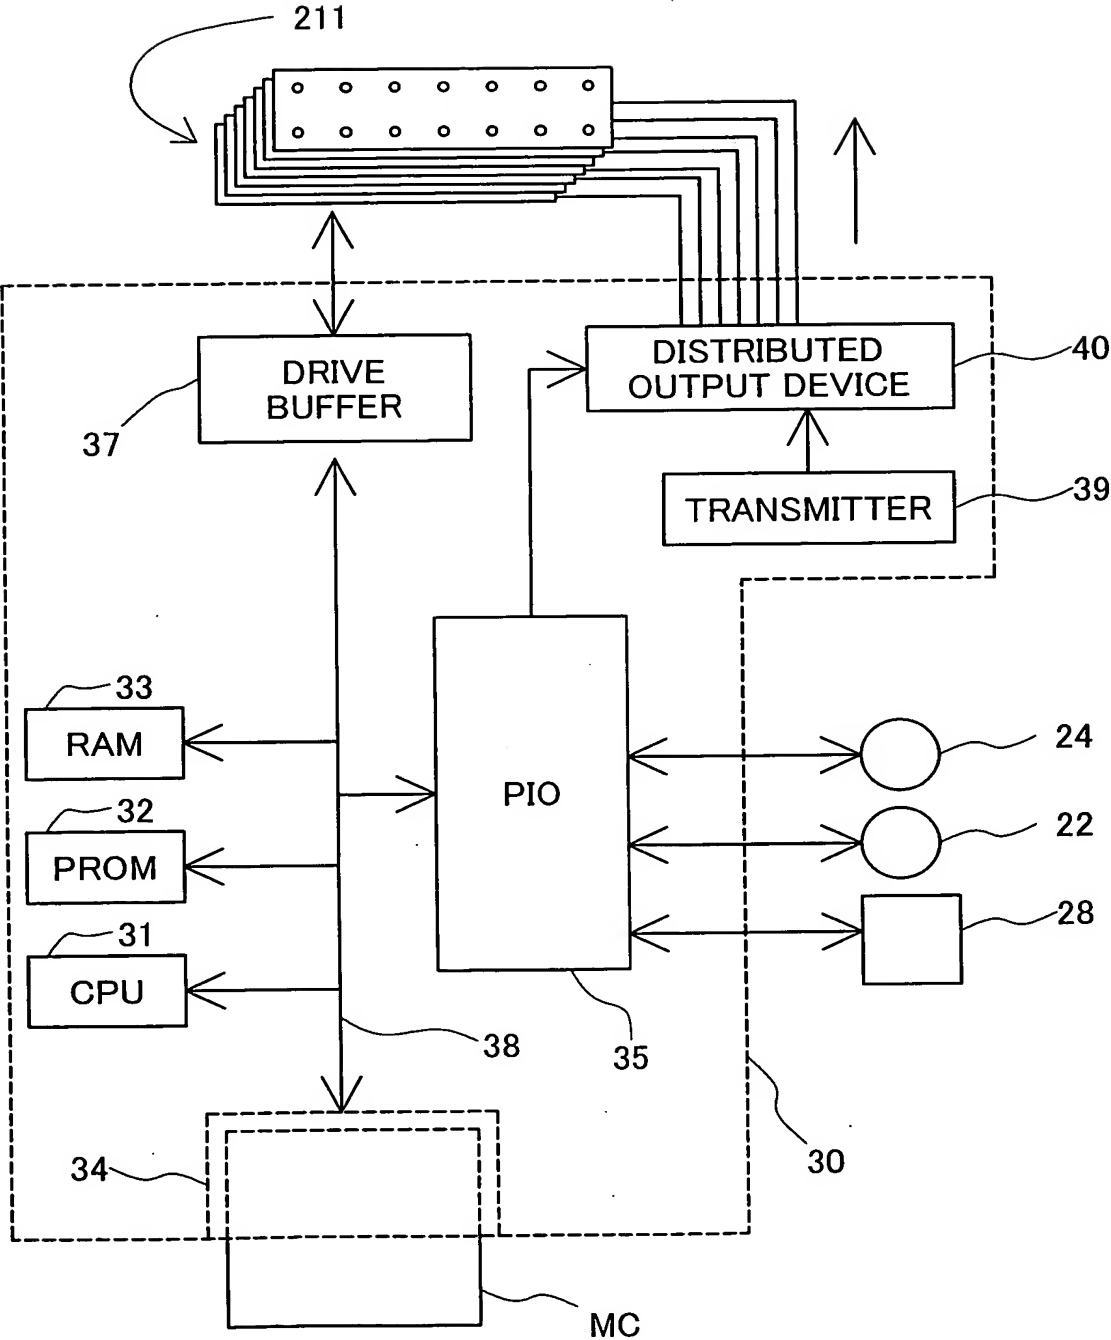 211
DISTRIBUTED
OUTPUT DEVICE
40
DRIVE
BUFFER
37
TRANSMITTER
39
33
RAM
32
PROM
31
CPU
PIO
24
22
28
38
35
34
30
MC